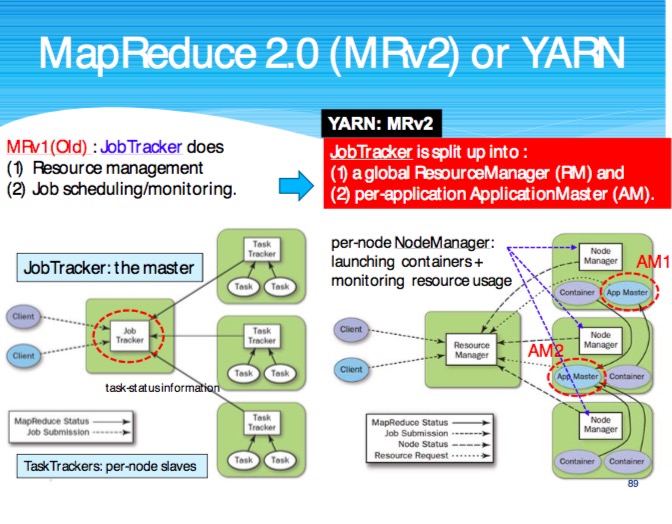 MapReduce 2.0 (MRv2) or YARN
YARN: MRv2
MRv1(Old) : JobTracker does
(1) Resource management
(2) Job scheduling/monitoring.
JobTracker is split up into :
(1) a global ResourceManager (RM) and
(2) per-application ApplicationMaster (AM).
JobTracker: the master
Client
Client
Job
Tracker
Task
Tracker
Task
Task
Task
Tracker
Task
Task
Task
Tracker
Task
Task
task-status information
MapReduce Status
Job Submission
TaskTrackers: per-node slaves
per-node NodeManager:
launching containers +
monitoring resource usage
Client
Client
Resource
Manager
Node
Manager
AM1
Container
App Master
Node
Manager
AM2
App Master
Container
Node
Manager
Container
Container
MapReduce Status
Job Submission
Node Status
Resource Request
89